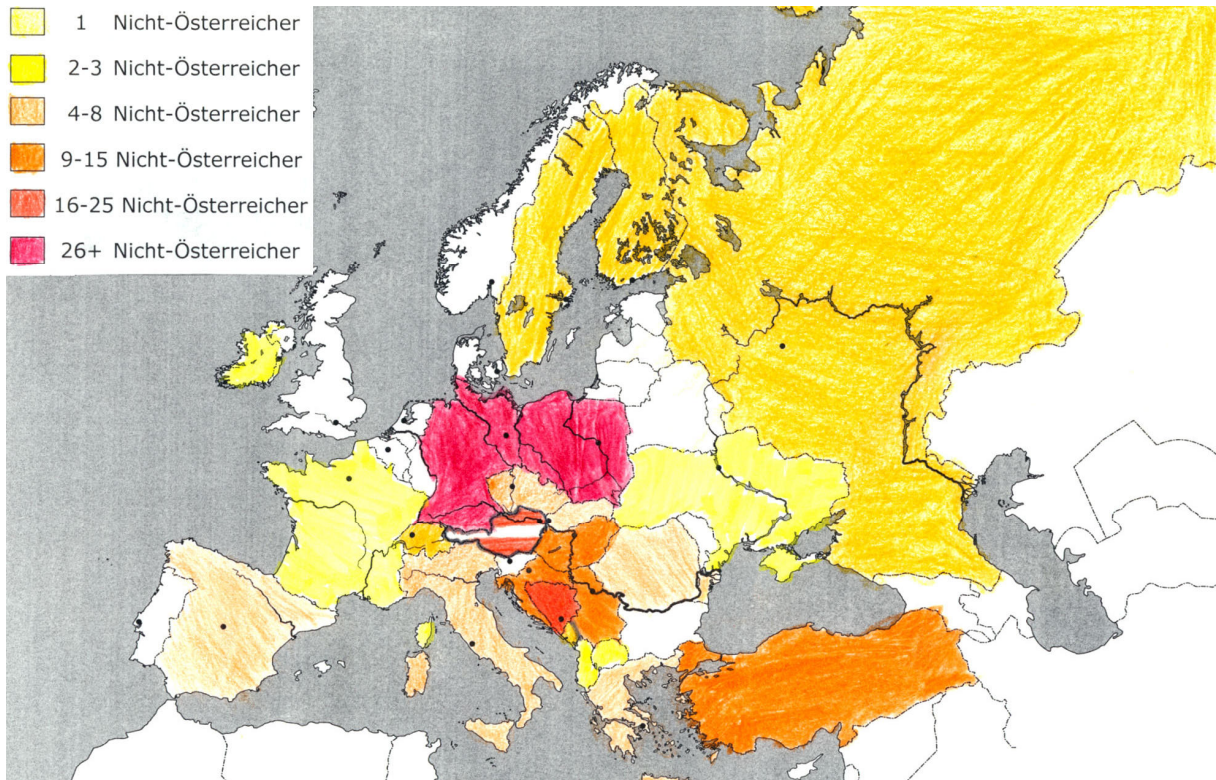 1 Nicht-Österreicher
2-3 Nicht-Österreicher
4-8 Nicht-Österreicher
9-15 Nicht-Österreicher
16-25 Nicht-Österreicher
26+ Nicht-Österreicher